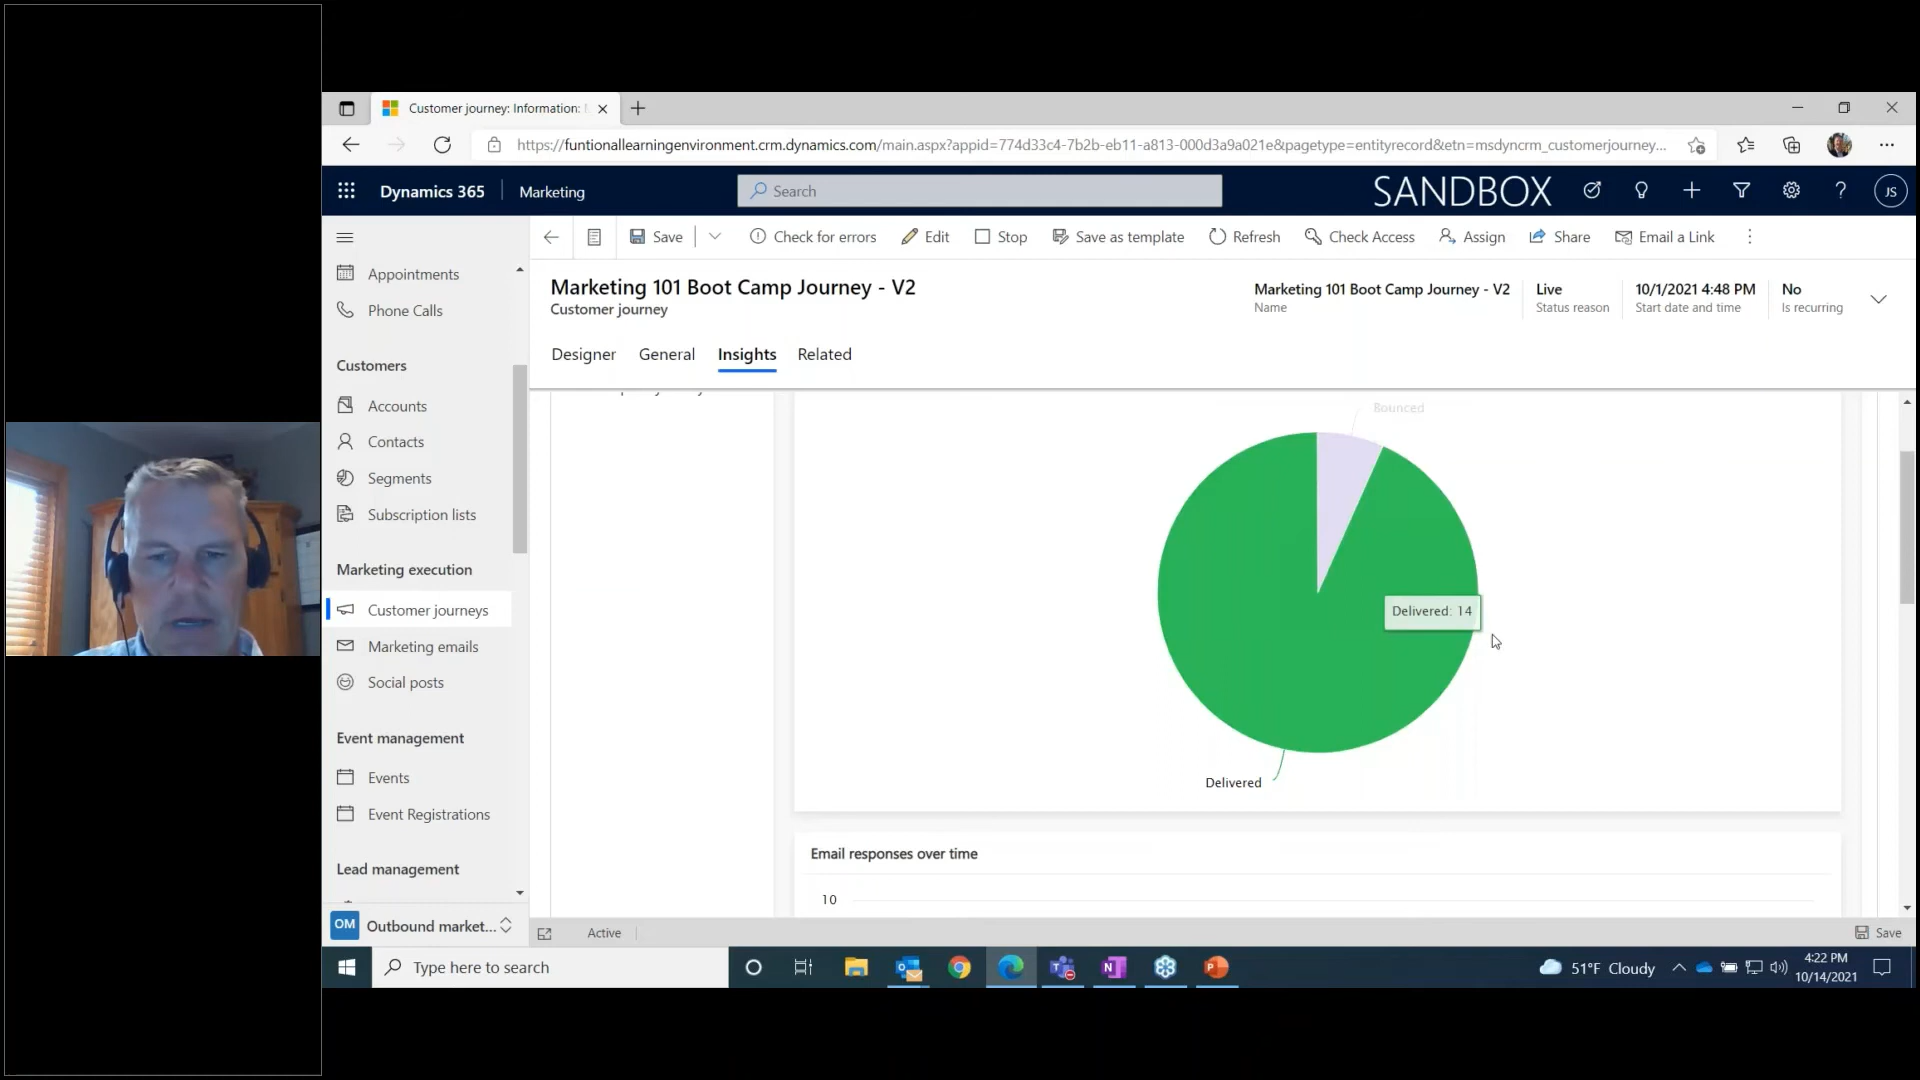 Customer journey: Information:
https://funtionallearningenvironment.crm.dynamics.com/main.aspx?appid=774d33c4-7b2b-eb11-a813-000d3a9a021e&pagetype=entityrecord&etn=msdyncrm_customerjourney...
Dynamics 365
Marketing
Search
SANDBOX
JS
Save
Check for errors
Edit
Stop
Save as template
Refresh
Check Access
Assign
Share
Email a Link
Marketing 101 Boot Camp Journey - V2
Customer journey
Marketing 101 Boot Camp Journey - V2
Name
Live
Status reason
10/1/2021 4:48 PM
Start date and time
No
Is recurring
Designer
General
Insights
Related
Appointments
Phone Calls
Customers
Accounts
Contacts
Segments
Subscription lists
Marketing execution
Customer journeys
Marketing emails
Social posts
Event management
Events
Event Registrations
Lead management
OM
Outbound market...
Bounced
Delivered: 14
Delivered
Email responses over time
10
Active
Save
Type here to search
51°F Cloudy
4:22 PM
10/14/2021